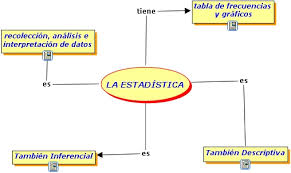 tiene
tabla de frecuencias
y gráficos
recolección, análisis e
interpretación de datos
es
LA ESTADÍSTICA
es
es
También Inferencial
También Descriptiva